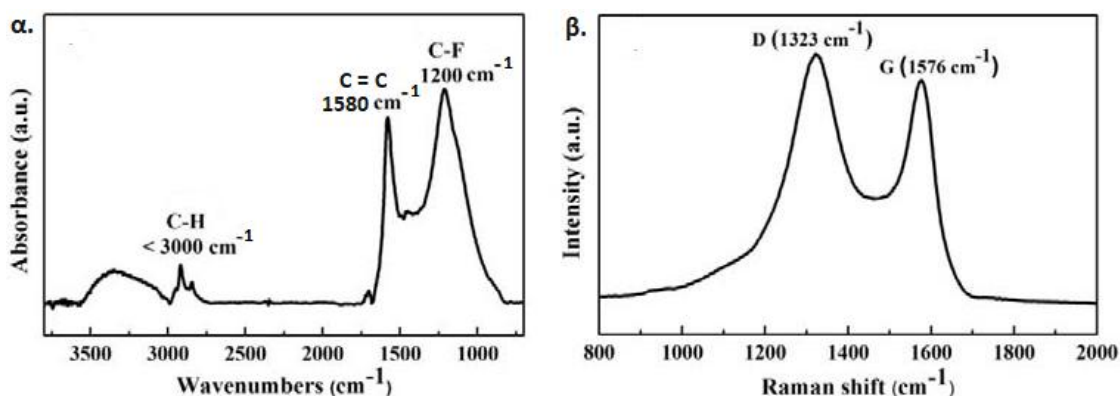 α.
Absorbance (a.u.)
C-H
< 3000 cm⁻¹
C = C
1580 cm⁻¹
C-F
1200 cm⁻¹
3500 3000 2500 2000 1500 1000
Wavenumbers (cm⁻¹)
β.
Intensity (a.u.)
D (1323 cm⁻¹)
G (1576 cm⁻¹)
800 1000 1200 1400 1600 1800 2000
Raman shift (cm⁻¹)